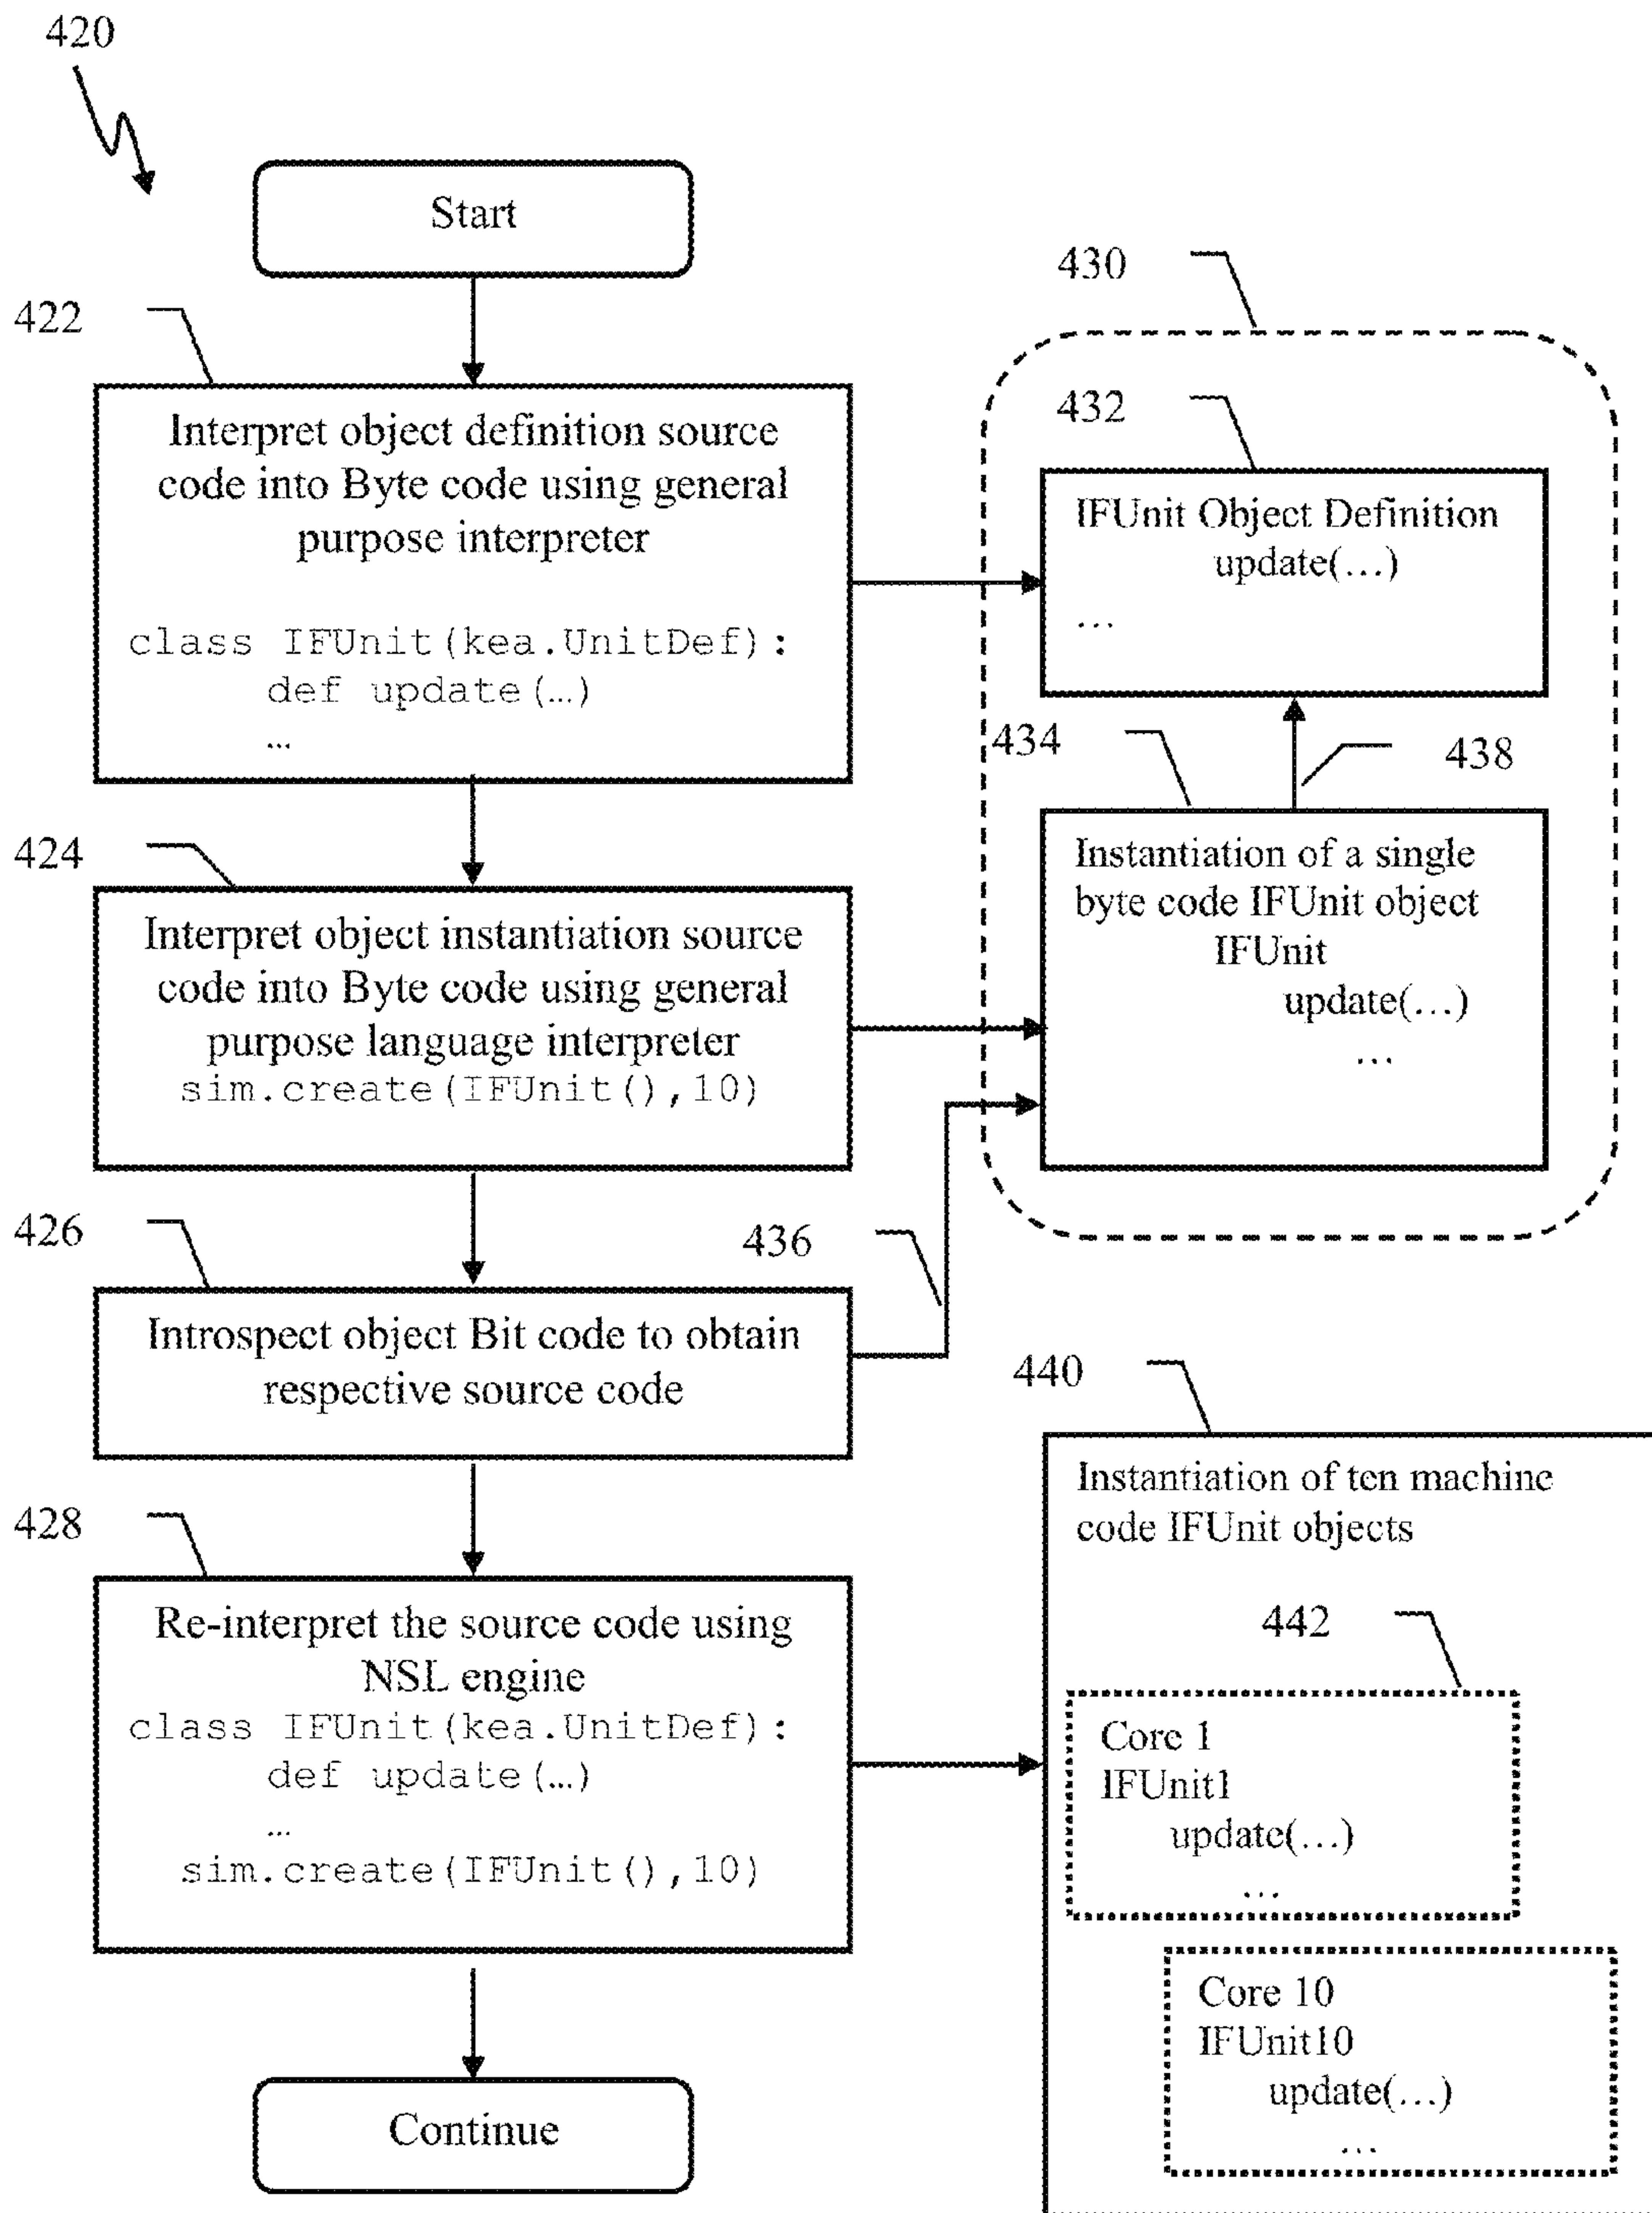 420
Start
422
Interpret object definition source
code into Byte code using general
purpose interpreter
class IFUnit(kea.UnitDef):
def update(…)
…
430
432
IFUnit Object Definition
update(…)
…
434
438
Instantiation of a single
byte code IFUnit object
IFUnit
update(…)
…
424
Interpret object instantiation source
code into Byte code using general
purpose language interpreter
sim.create(IFUnit(),10)
426
436
Introspect object Bit code to obtain
respective source code
428
Re-interpret the source code using
NSL engine
class IFUnit(kea.UnitDef):
def update(…)
…
sim.create(IFUnit(),10)
440
Instantiation of ten machine
code IFUnit objects
442
Core 1
IFUnit1
update(…)
…
Core 10
IFUnit10
update(…)
…
Continue